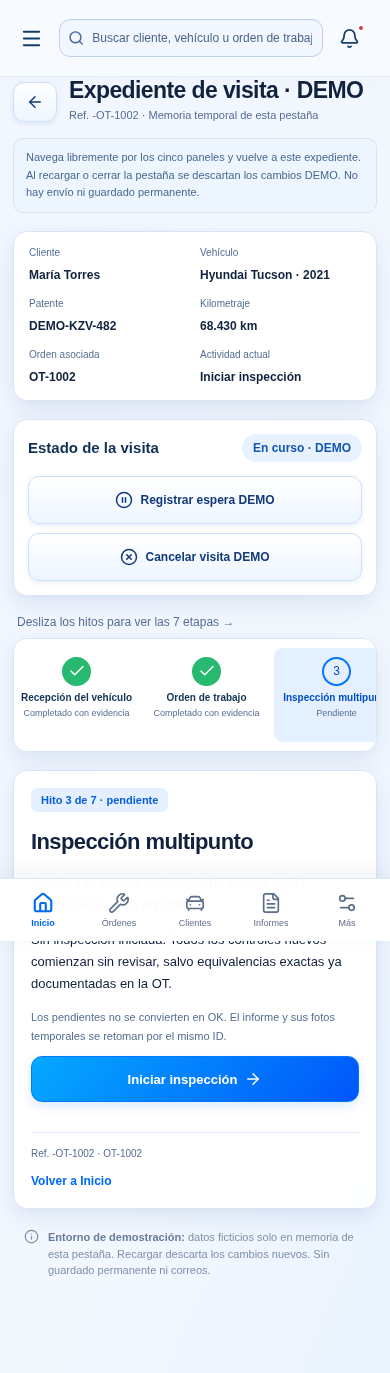 Buscar cliente, vehículo u orden de trabaj
Expediente de visita · DEMO
Ref. -OT-1002 · Memoria temporal de esta pestaña
Navega libremente por los cinco paneles y vuelve a este expediente.
Al recargar o cerrar la pestaña se descartan los cambios DEMO. No
hay envío ni guardado permanente.
Cliente
María Torres
Vehículo
Hyundai Tucson · 2021
Patente
DEMO-KZV-482
Kilometraje
68.430 km
Orden asociada
OT-1002
Actividad actual
Iniciar inspección
Estado de la visita
En curso · DEMO
Registrar espera DEMO
Cancelar visita DEMO
Desliza los hitos para ver las 7 etapas →
Recepción del vehículo
Completado con evidencia
Orden de trabajo
Completado con evidencia
3
Inspección multipu
Pendiente
Hito 3 de 7 · pendiente
Inspección multipunto
Inicio
Órdenes
Clientes
Informes
Más
Sin inspección iniciada. Todos los controles nuevos
comienzan sin revisar, salvo equivalencias exactas ya
documentadas en la OT.
Los pendientes no se convierten en OK. El informe y sus fotos
temporales se retoman por el mismo ID.
Iniciar inspección
Ref. -OT-1002 · OT-1002
Volver a Inicio
Entorno de demostración: datos ficticios solo en memoria de
esta pestaña. Recargar descarta los cambios nuevos. Sin
guardado permanente ni correos.